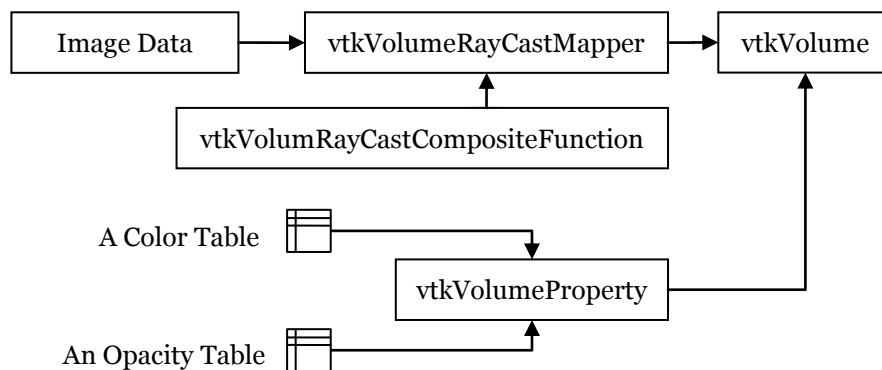 Image Data
vtkVolumeRayCastMapper
vtkVolume
vtkVolumRayCastCompositeFunction
A Color Table
vtkVolumeProperty
An Opacity Table